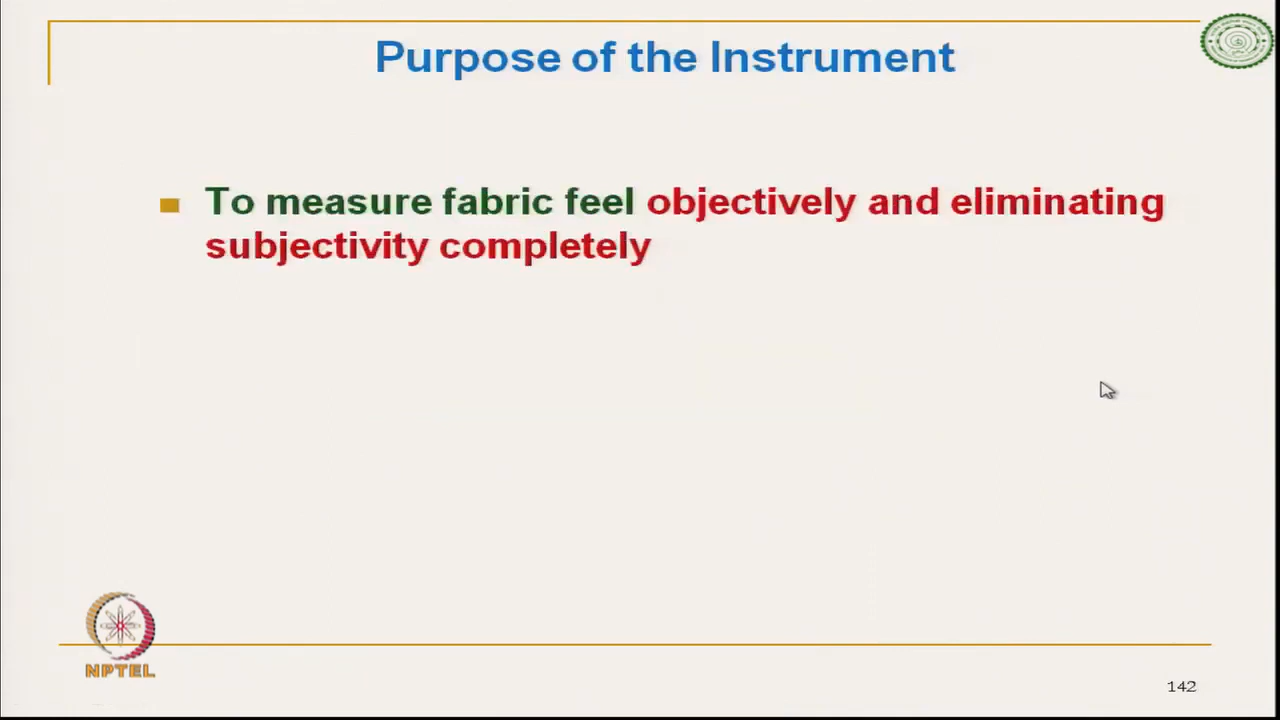 Purpose of the Instrument
To measure fabric feel objectively and eliminating
subjectivity completely
NPTEL
142